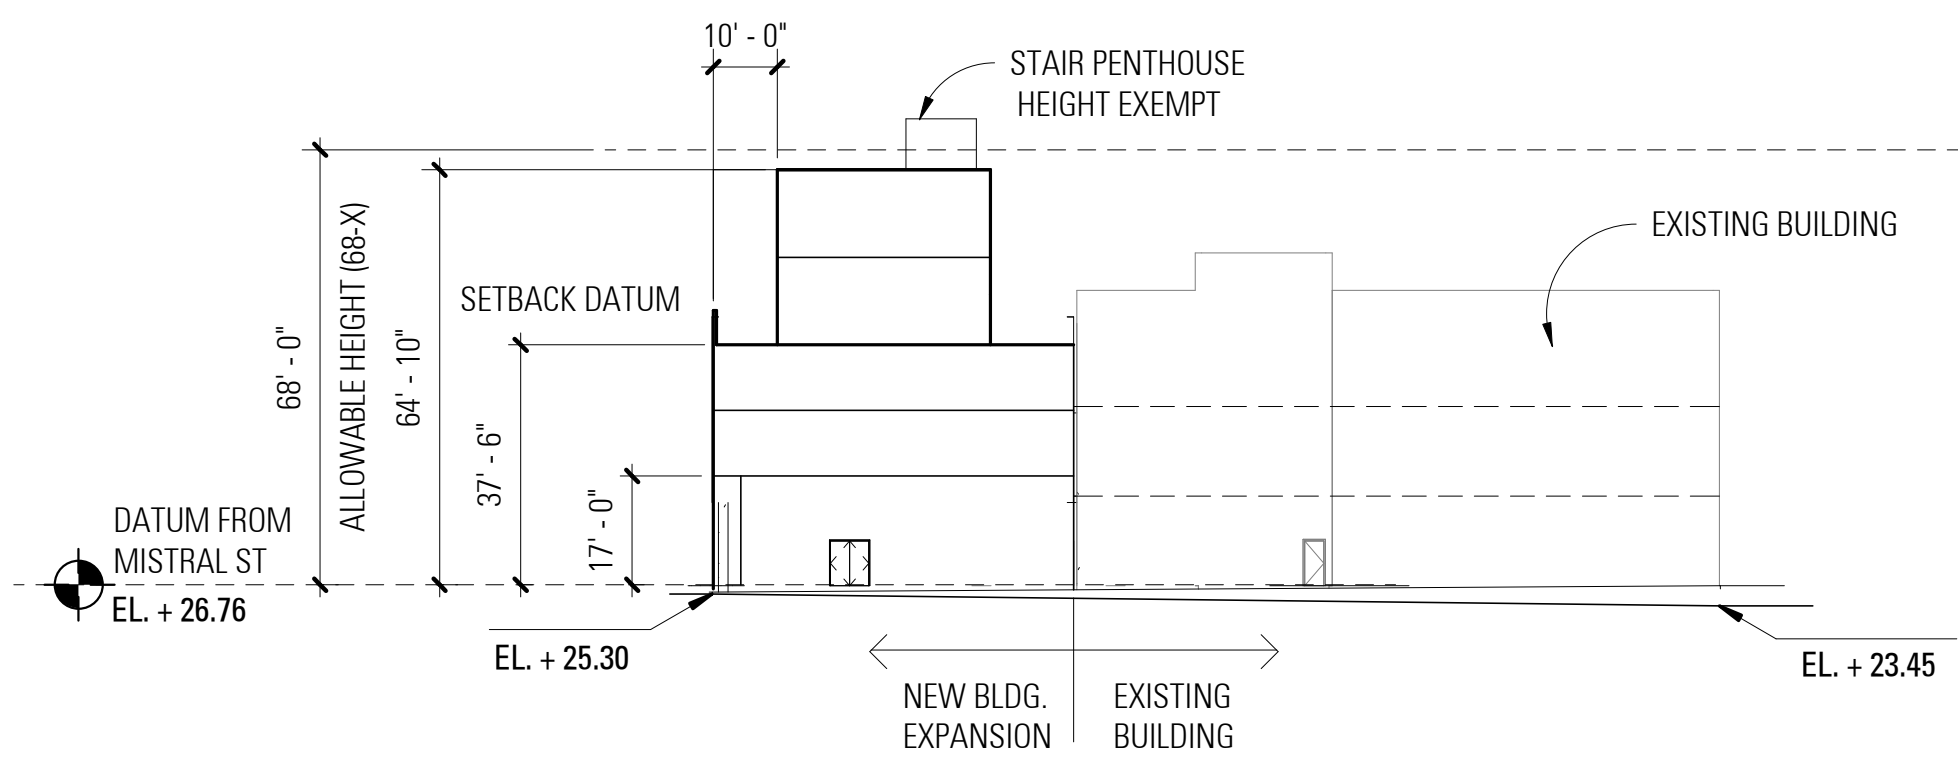 10' - 0"
STAIR PENTHOUSE
HEIGHT EXEMPT
EXISTING BUILDING
SETBACK DATUM
68' - 0"
ALLOWABLE HEIGHT (68-X)
64' - 10"
37' - 6"
17' - 0"
DATUM FROM
MISTRAL ST
EL. + 26.76
EL. + 25.30
EL. + 23.45
NEW BLDG.
EXPANSION
EXISTING
BUILDING